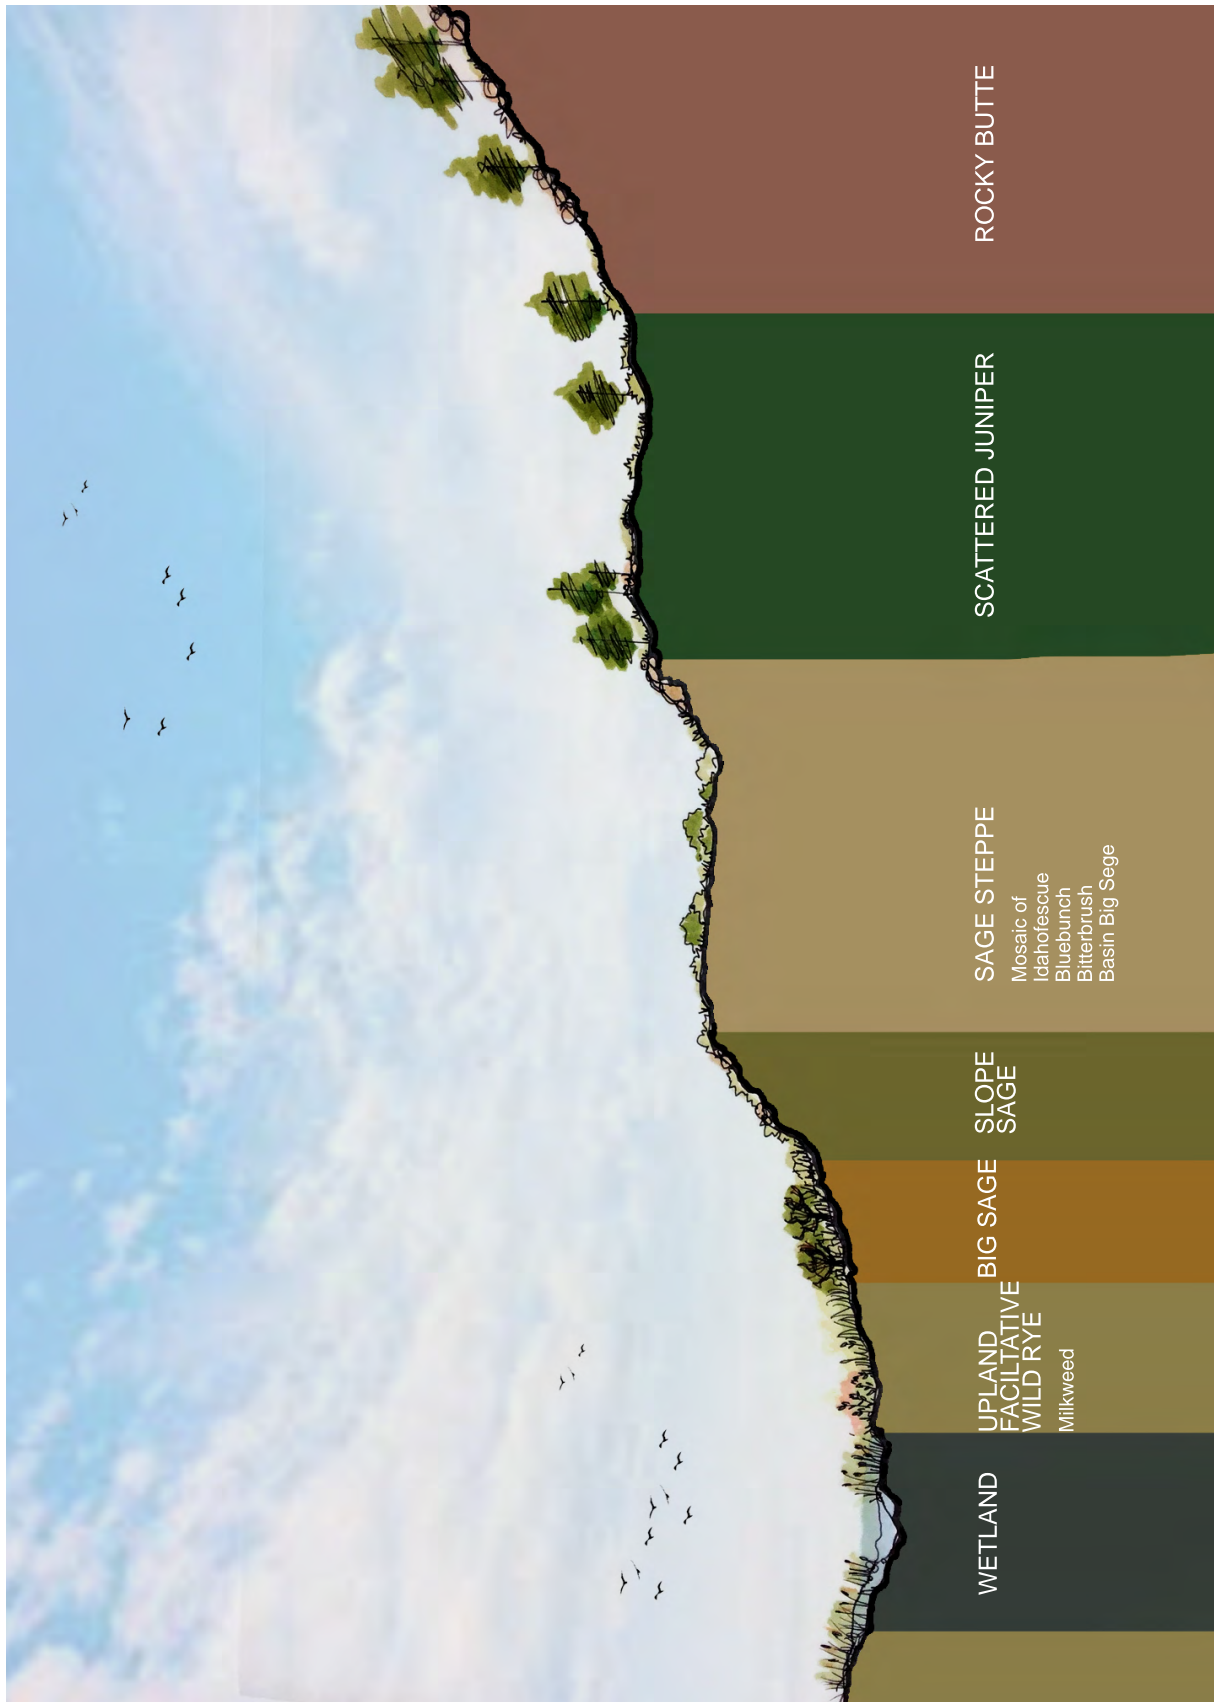 WETLAND
UPLAND
FACILTATIVE
WILD RYE
Milkweed
BIG SAGE
SLOPE
SAGE
SAGE STEPPE
Mosaic of
Idahofescue
Bluebunch
Bitterbrush
Basin Big Sege
SCATTERED JUNIPER
ROCKY BUTTE